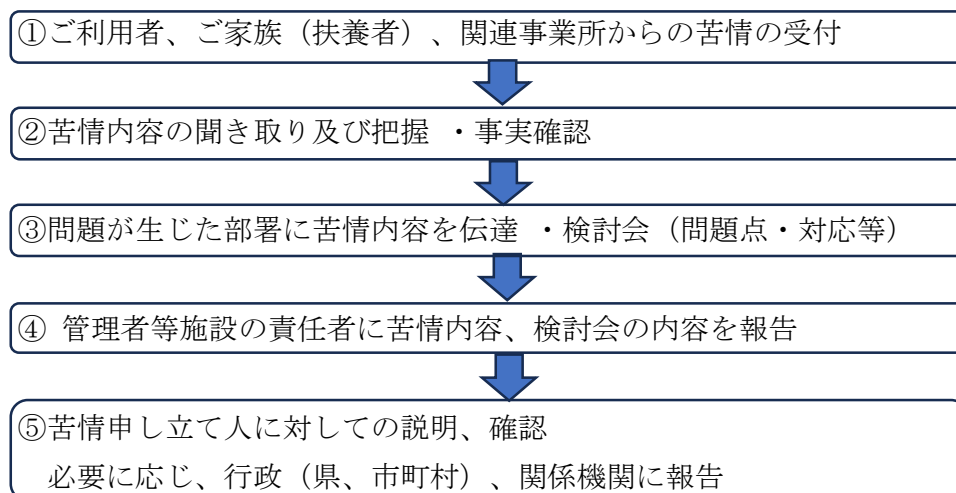 ①ご利用者、ご家族（扶養者）、関連事業所からの苦情の受付
②苦情内容の聞き取り及び把握 ・事実確認
③問題が生じた部署に苦情内容を伝達 ・検討会（問題点・対応等）
④ 管理者等施設の責任者に苦情内容、検討会の内容を報告
⑤苦情申し立て人に対しての説明、確認
必要に応じ、行政（県、市町村）、関係機関に報告